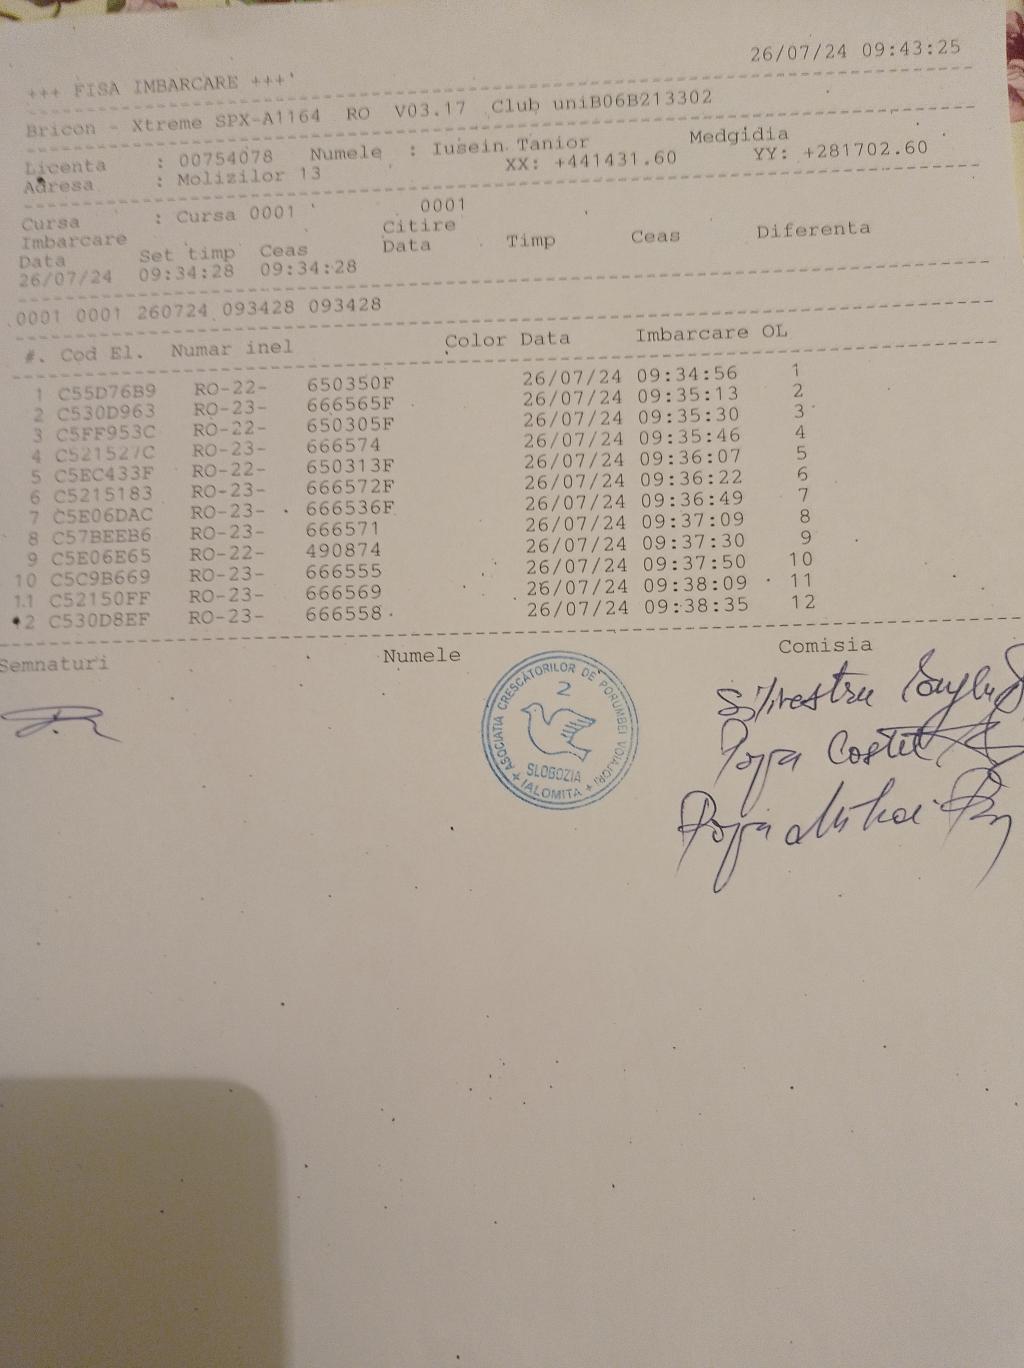 26/07/24 09:43:25
+++ FISA IMBARCARE +++
Bricon - Xtreme SPX-A1164 RO V03.17 Club uniB06B213302
Licenta : 00754078 Numele : Iusein Tanior Medgidia
Adresa : Molizilor 13 XX: +441431.60 YY: +281702.60
Cursa : Cursa 0001 0001
Imbarcare Citire
Data Set timp Ceas Data Timp Ceas Diferenta
26/07/24 09:34:28 09:34:28
0001 0001 260724 093428 093428
#. Cod El. Numar inel Color Data Imbarcare OL
1 C55D76B9 RO-22- 650350F 26/07/24 09:34:56 1
2 C530D963 RO-23- 666565F 26/07/24 09:35:13 2
3 C5FF953C RO-22- 650305F 26/07/24 09:35:30 3
4 C521527C RO-23- 666574 26/07/24 09:35:46 4
5 C5EC433F RO-22- 650313F 26/07/24 09:36:07 5
6 C5215183 RO-23- 666572F 26/07/24 09:36:22 6
7 C5E06DAC RO-23- 666536F 26/07/24 09:36:49 7
8 C57BEEB6 RO-23- 666571 26/07/24 09:37:09 8
9 C5E06E65 RO-22- 490874 26/07/24 09:37:30 9
10 C5C9B669 RO-23- 666555 26/07/24 09:37:50 10
11 C52150FF RO-23- 666569 26/07/24 09:38:09 11
12 C530D8EF RO-23- 666558 26/07/24 09:38:35 12
Semnaturi Numele Comisia
ASOCIATIA CRESCĂTORILOR DE PORUMBEI VOIAJORI
2
SLOBOZIA
IALOMITA
Silvestru
Popa Costel
Popa Mihai